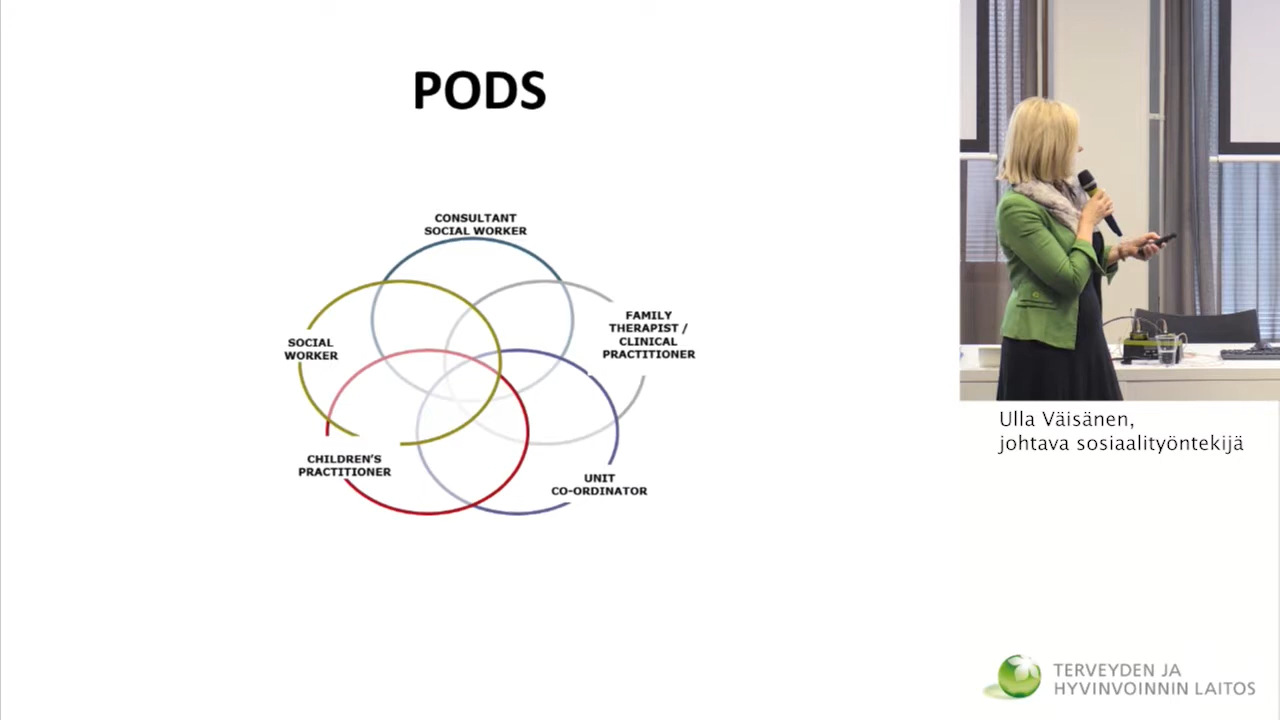 PODS
CONSULTANT
SOCIAL WORKER
FAMILY
THERAPIST /
CLINICAL
PRACTITIONER
SOCIAL
WORKER
CHILDREN'S
PRACTITIONER
UNIT
CO-ORDINATOR
Ulla Väisänen,
johtava sosiaalityöntekijä
TERVEYDEN JA
HYVINVOINNIN LAITOS